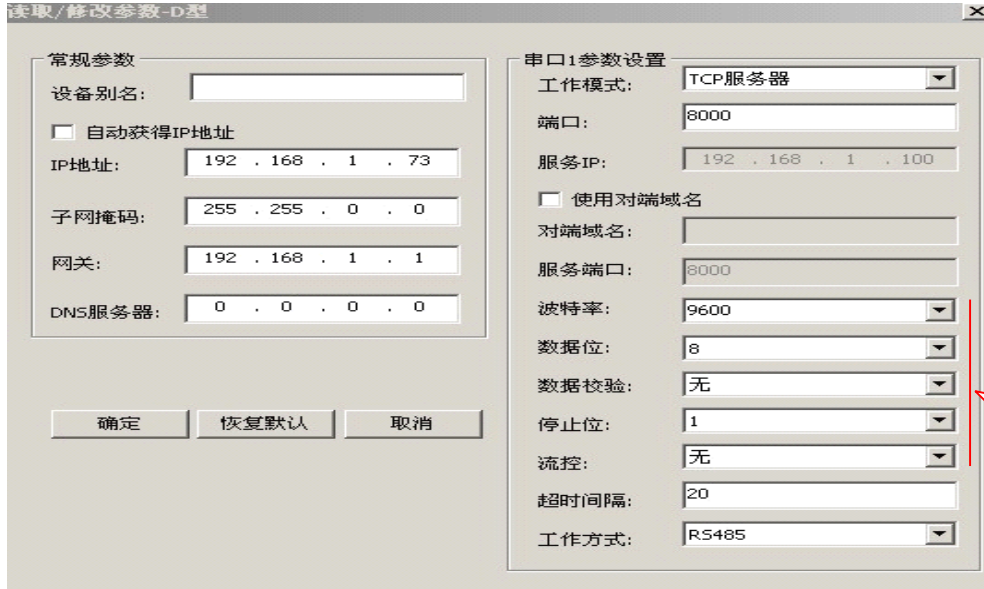 读取/修改参数-D型
常规参数
设备别名:
自动获得IP地址
IP地址: 192 . 168 . 1 . 73
子网掩码: 255 . 255 . 0 . 0
网关: 192 . 168 . 1 . 1
DNS服务器: 0 . 0 . 0 . 0
确定 恢复默认 取消
串口1参数设置
工作模式: TCP服务器
端口: 8000
服务IP: 192 . 168 . 1 . 100
使用对端域名
对端域名:
服务端口: 8000
波特率: 9600
数据位: 8
数据校验: 无
停止位: 1
流控: 无
超时间隔: 20
工作方式: RS485